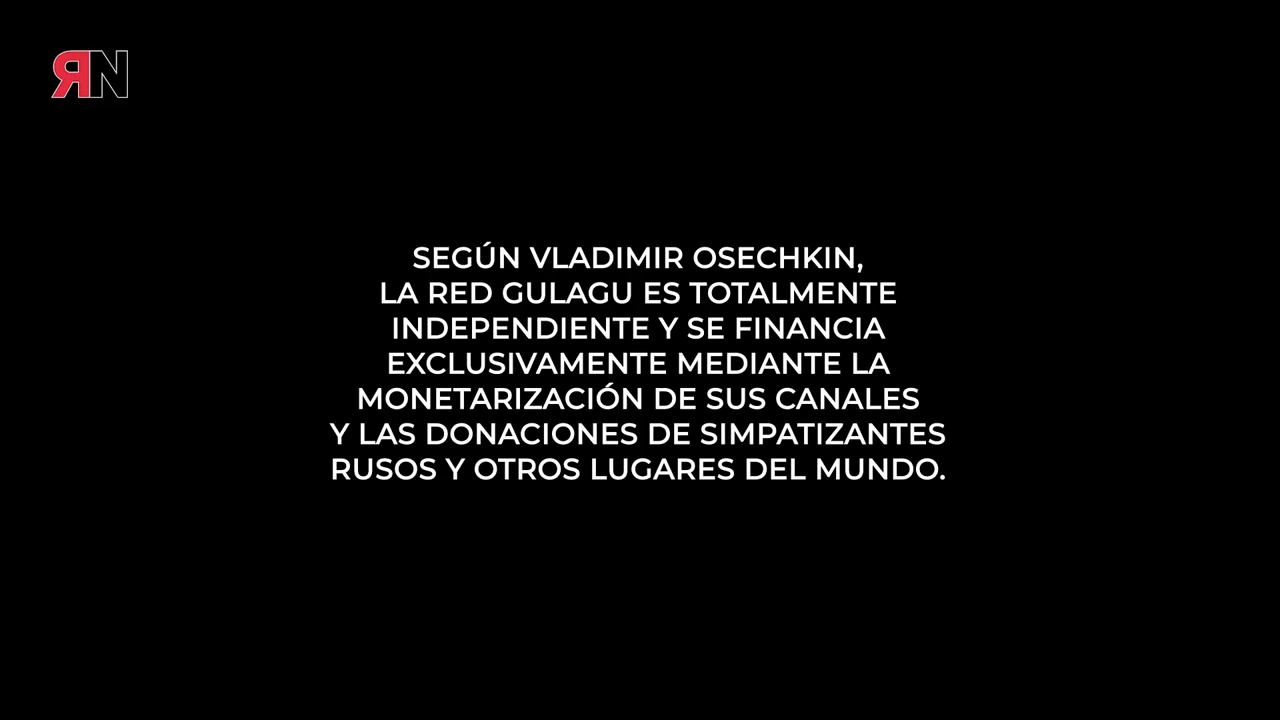 ЯN
SEGÚN VLADIMIR OSECHKIN,
LA RED GULAGU ES TOTALMENTE
INDEPENDIENTE Y SE FINANCIA
EXCLUSIVAMENTE MEDIANTE LA
MONETARIZACIÓN DE SUS CANALES
Y LAS DONACIONES DE SIMPATIZANTES
RUSOS Y OTROS LUGARES DEL MUNDO.